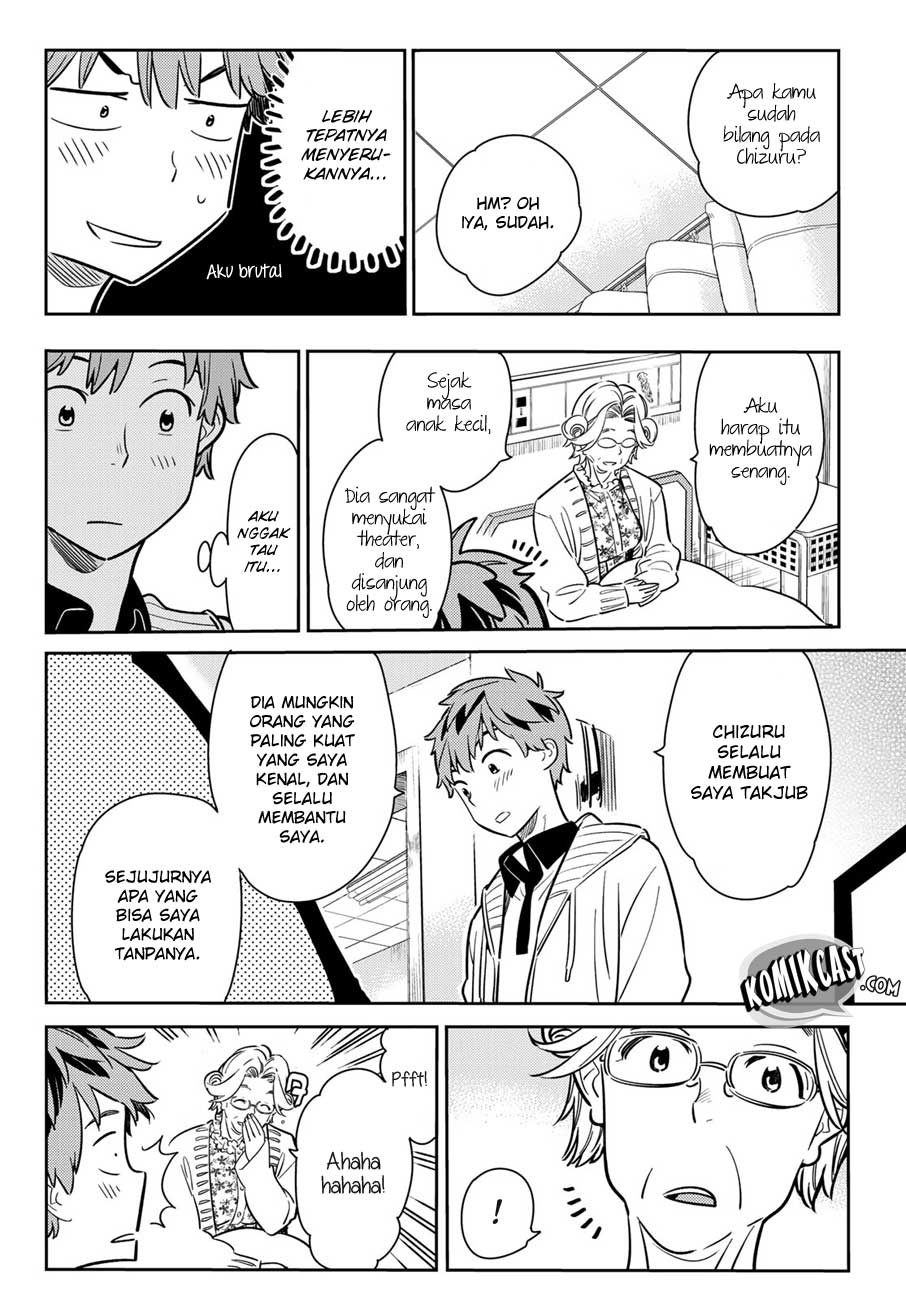 Apa kamu
sudah
bilang pada
Chizuru?
HM? OH
IYA, SUDAH.
LEBIH
TEPATNYA
MENYERU-
KANNYA...
Aku brutal
Aku
harap itu
membuatnya
senang.
Sejak
masa
anak kecil,
Dia sangat
menyukai
theater,
dan
disanjung
oleh orang.
AKU
NGGAK
TAU
ITU...
CHIZURU
SELALU
MEMBUAT
SAYA TAKJUB
DIA MUNGKIN
ORANG YANG
PALING KUAT
YANG SAYA
KENAL, DAN
SELALU
MEMBANTU
SAYA.
SEJUJURNYA
APA YANG
BISA SAYA
LAKUKAN
TANPANYA.
KOMIKCAST.COM
!
Pfft!
Ahaha
hahaha!